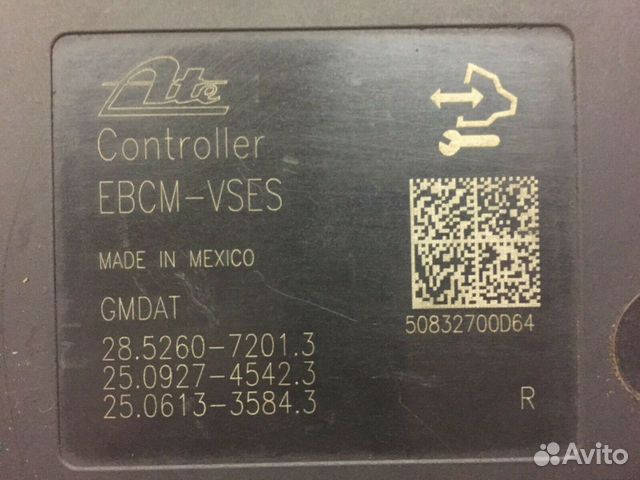 Ate
Controller
EBCM-VSES
MADE IN MEXICO
GMDAT
50832700D64
28.5260-7201.3
25.0927-4542.3
25.0613-3584.3
R
Avito